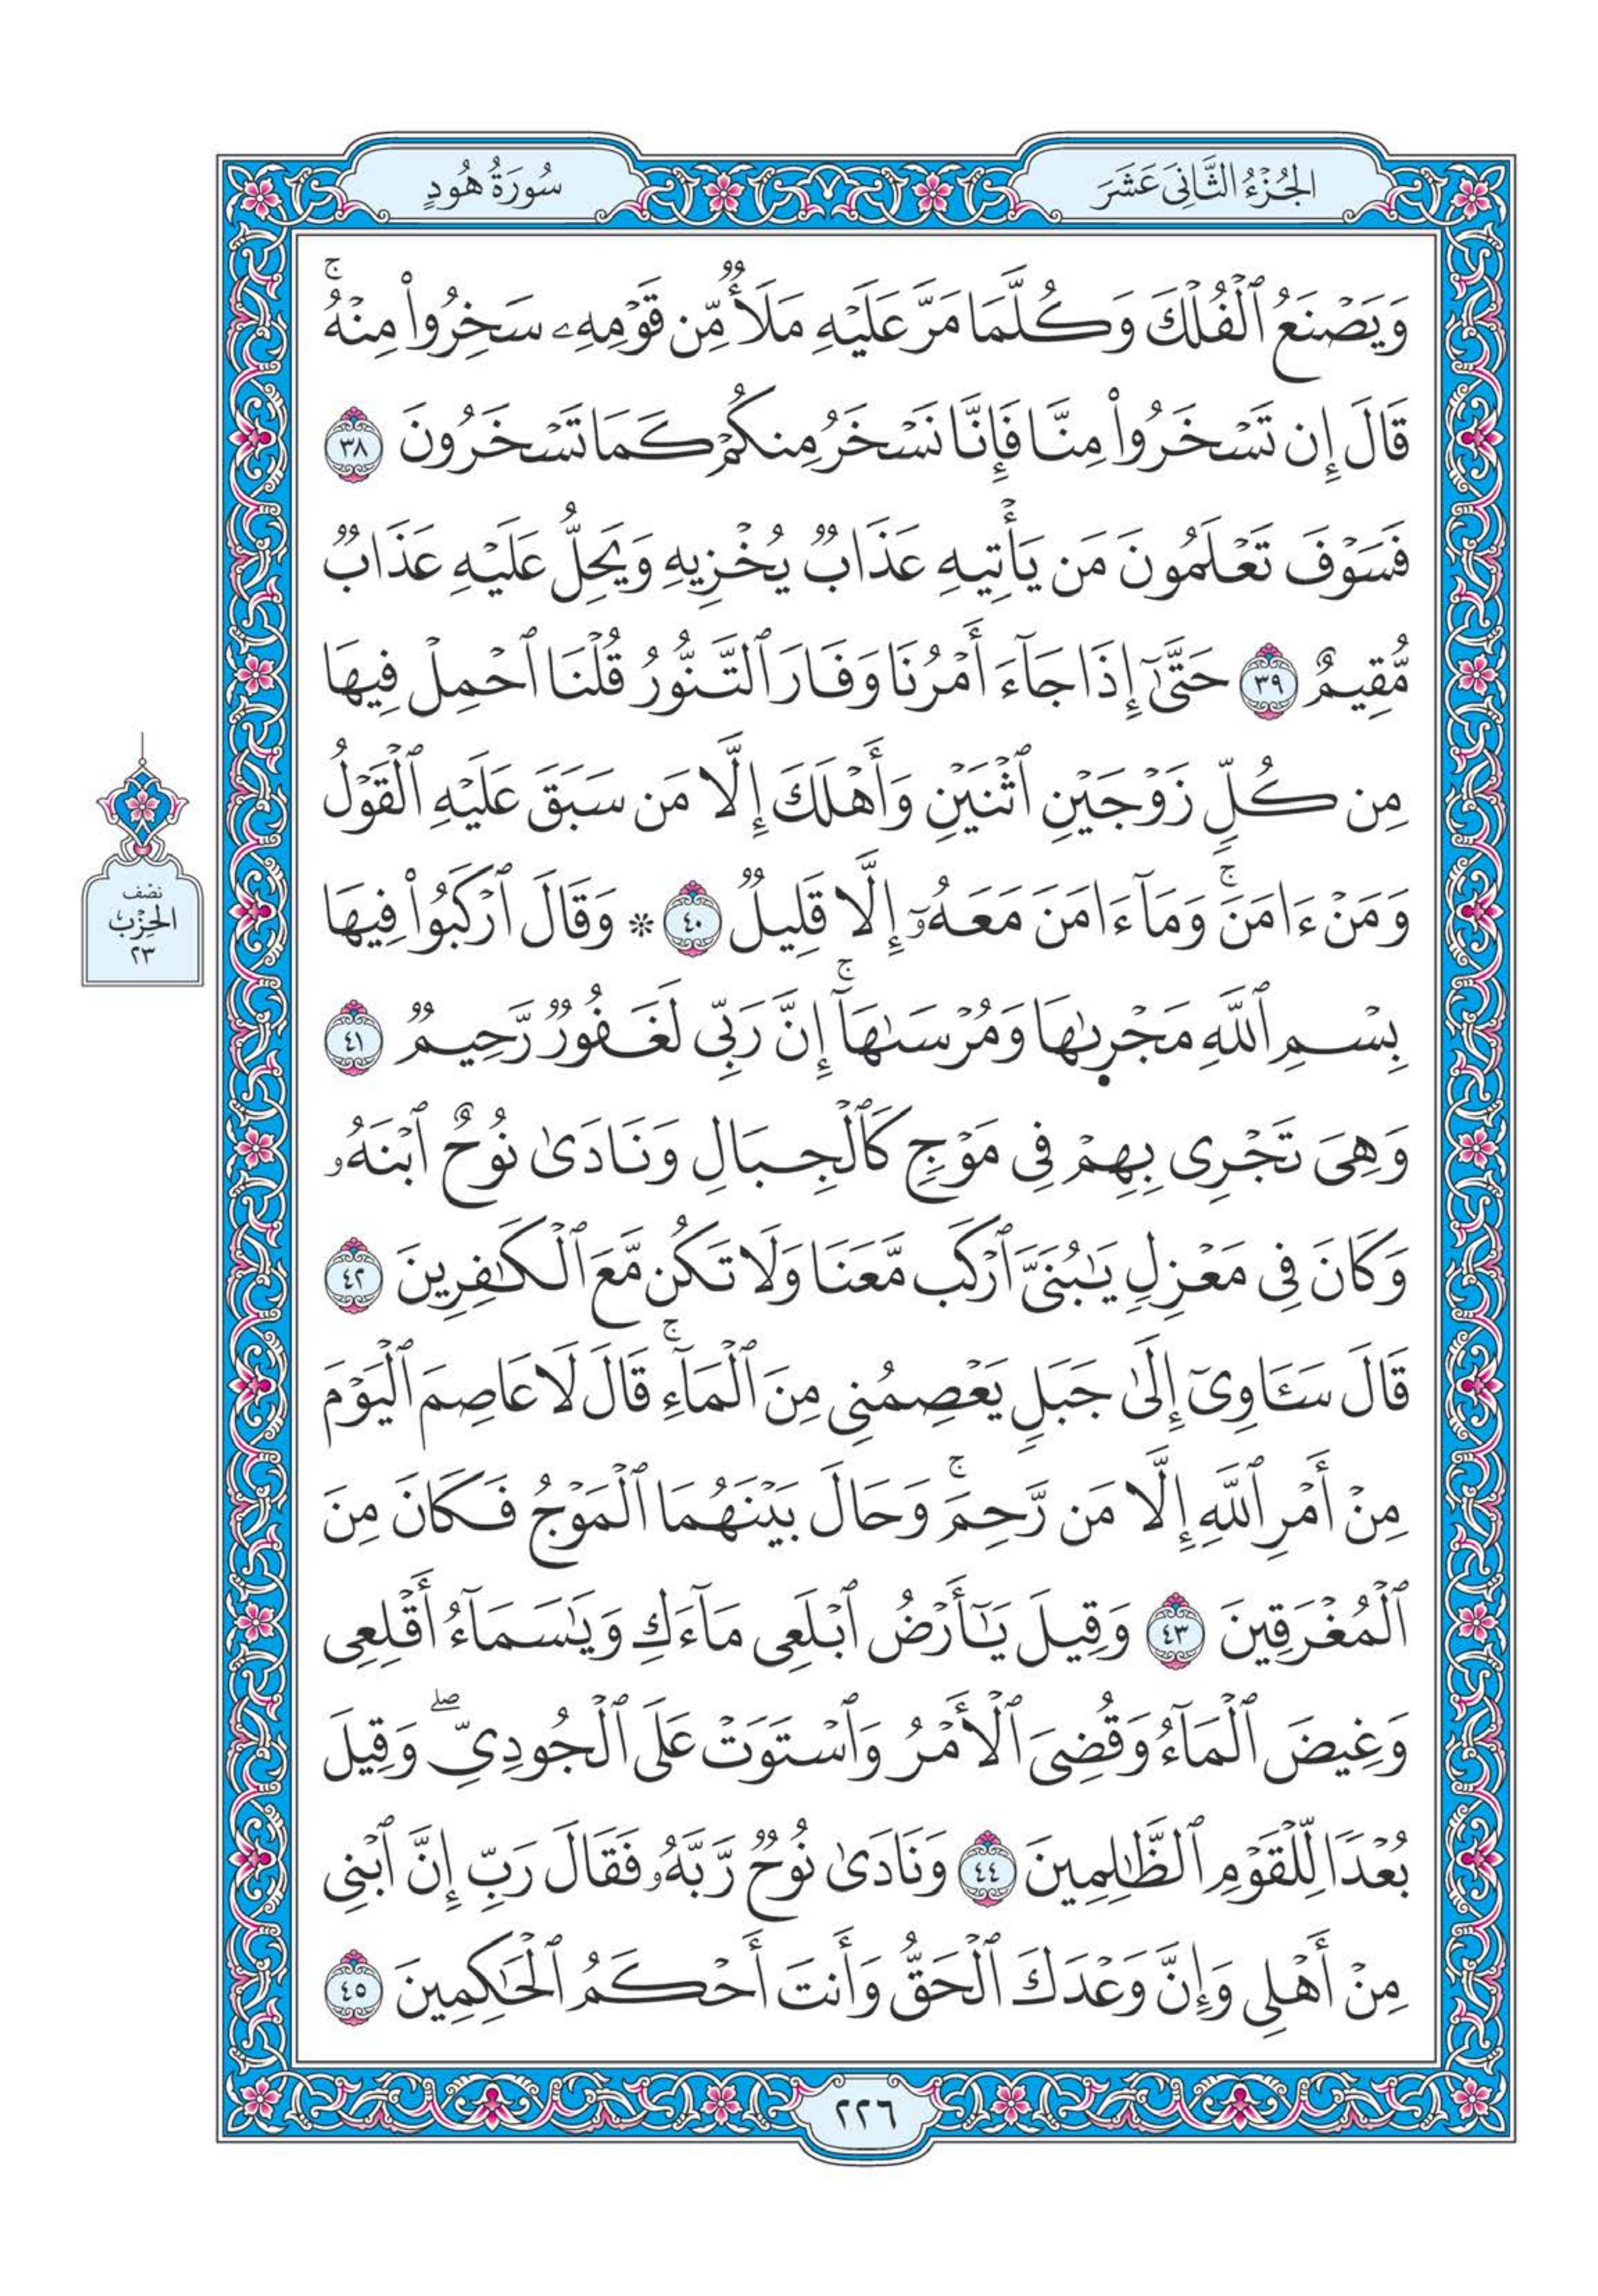 الجُزْءُ الثَّانِيَ عَشَرَ
سُورَةُ هُودٍ
وَيَصْنَعُ ٱلْفُلْكَ وَكُلَّمَا مَرَّ عَلَيْهِ مَلَأٌ مِّن قَوْمِهِۦ سَخِرُوا۟ مِنْهُ ۚ
قَالَ إِن تَسْخَرُوا۟ مِنَّا فَإِنَّا نَسْخَرُ مِنكُمْ كَمَا تَسْخَرُونَ ٣٨
فَسَوْفَ تَعْلَمُونَ مَن يَأْتِيهِ عَذَابٌ يُخْزِيهِ وَيَحِلُّ عَلَيْهِ عَذَابٌ
مُّقِيمٌ ٣٩ حَتَّىٰٓ إِذَا جَآءَ أَمْرُنَا وَفَارَ ٱلتَّنُّورُ قُلْنَا ٱحْمِلْ فِيهَا
مِن كُلٍّ زَوْجَيْنِ ٱثْنَيْنِ وَأَهْلَكَ إِلَّا مَن سَبَقَ عَلَيْهِ ٱلْقَوْلُ
وَمَنْ ءَامَنَ ۚ وَمَآ ءَامَنَ مَعَهُۥٓ إِلَّا قَلِيلٌ ٤٠ * وَقَالَ ٱرْكَبُوا۟ فِيهَا
بِسْمِ ٱللَّهِ مَجْر۪ىٰهَا وَمُرْسَىٰهَآ ۚ إِنَّ رَبِّى لَغَفُورٌ رَّحِيمٌ ٤١
وَهِىَ تَجْرِى بِهِمْ فِى مَوْجٍ كَٱلْجِبَالِ وَنَادَىٰ نُوحٌ ٱبْنَهُۥ
وَكَانَ فِى مَعْزِلٍ يَـٰبُنَىَّ ٱرْكَب مَّعَنَا وَلَا تَكُن مَّعَ ٱلْكَـٰفِرِينَ ٤٢
قَالَ سَـَٔاوِىٓ إِلَىٰ جَبَلٍ يَعْصِمُنِى مِنَ ٱلْمَآءِ ۚ قَالَ لَا عَاصِمَ ٱلْيَوْمَ
مِنْ أَمْرِ ٱللَّهِ إِلَّا مَن رَّحِمَ ۚ وَحَالَ بَيْنَهُمَا ٱلْمَوْجُ فَكَانَ مِنَ
ٱلْمُغْرَقِينَ ٤٣ وَقِيلَ يَـٰٓأَرْضُ ٱبْلَعِى مَآءَكِ وَيَـٰسَمَآءُ أَقْلِعِى
وَغِيضَ ٱلْمَآءُ وَقُضِىَ ٱلْأَمْرُ وَٱسْتَوَتْ عَلَى ٱلْجُودِىِّ ۖ وَقِيلَ
بُعْدًا لِّلْقَوْمِ ٱلظَّـٰلِمِينَ ٤٤ وَنَادَىٰ نُوحٌ رَّبَّهُۥ فَقَالَ رَبِّ إِنَّ ٱبْنِى
مِنْ أَهْلِى وَإِنَّ وَعْدَكَ ٱلْحَقُّ وَأَنتَ أَحْكَمُ ٱلْحَـٰكِمِينَ ٤٥
نصْف
الحِزْب
٢٣
٢٢٦